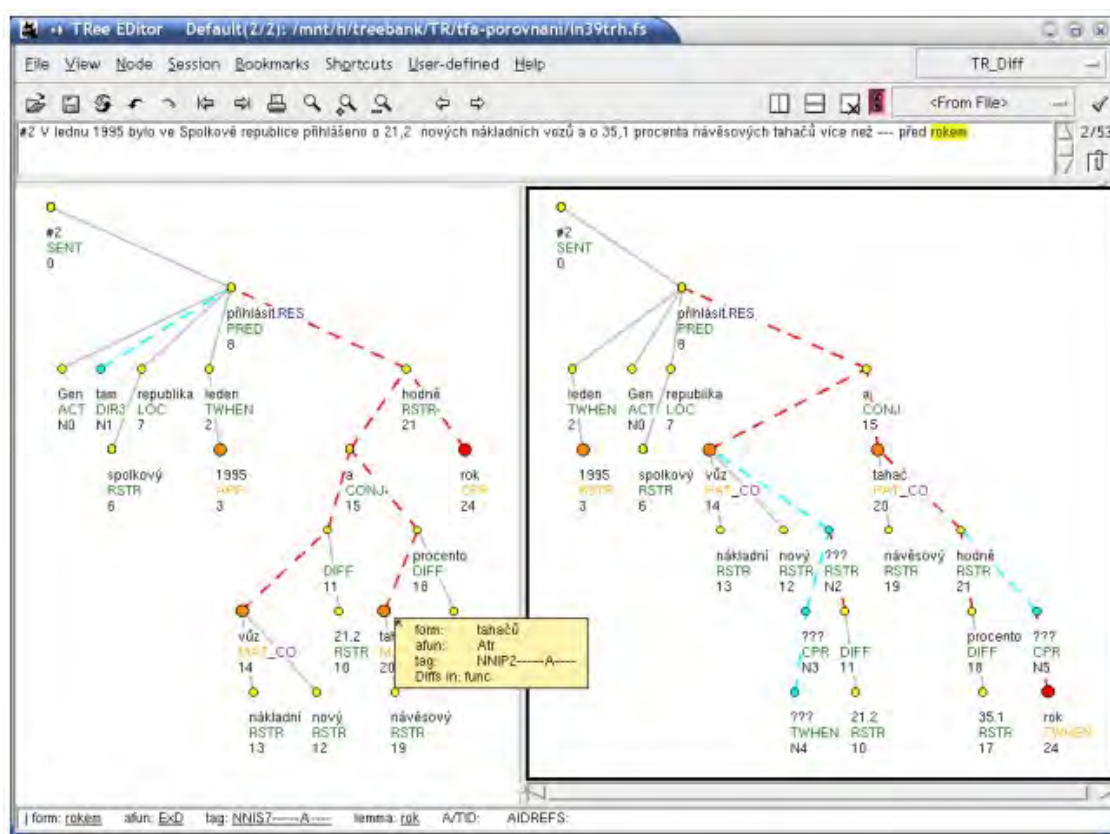 TRee EDitor Default(2/2): /mnt/h/treebank/TR/tfa-porovnani/ln39trh.fs
File View Node Session Bookmarks Shortcuts User-defined Help
TR_Diff
<From File>
#2 V lednu 1995 bylo ve Spolkové republice přihlášeno o 21,2 nových nákladních vozů a o 35,1 procenta návěsových tahačů více než --- před rokem
2/53
#2
SENT
0
přihlásit.RES
PRED
8
Gen tam republika leden
ACT DIR3 LOC TWHEN
N0 N1 7 2
hodně
RSTR-
21
spolkový 1995
RSTR
6 3
a
CONJ-
15
rok
CPR
24
DIFF
11
procento
DIFF
18
vůz
PAT_CO
14
21.2
RSTR
10
20
form: tahačů
afun: Atr
tag: NNIP2-----A----
Diffs in: func
nákladní nový návěsový
RSTR RSTR RSTR
13 12 19
#2
SENT
0
přihlásit.RES
PRED
8
leden Gen republika
TWHEN ACT LOC
2 N0 7
a
CONJ
15
1995 spolkový vůz
RSTR RSTR PAT_CO
3 6 14
tahač
PAT_CO
20
nákladní nový ??? návěsový hodně
RSTR RSTR RSTR RSTR RSTR
13 12 N2 19 21
??? procento ???
CPR DIFF DIFF CPR
N3 11 18 N5
??? 21.2 35.1 rok
TWHEN RSTR RSTR TWHEN
N4 10 17 24
form: rokem afun: ExD tag: NNIS7-----A---- lemma: rok A/TID: AIDREFS: